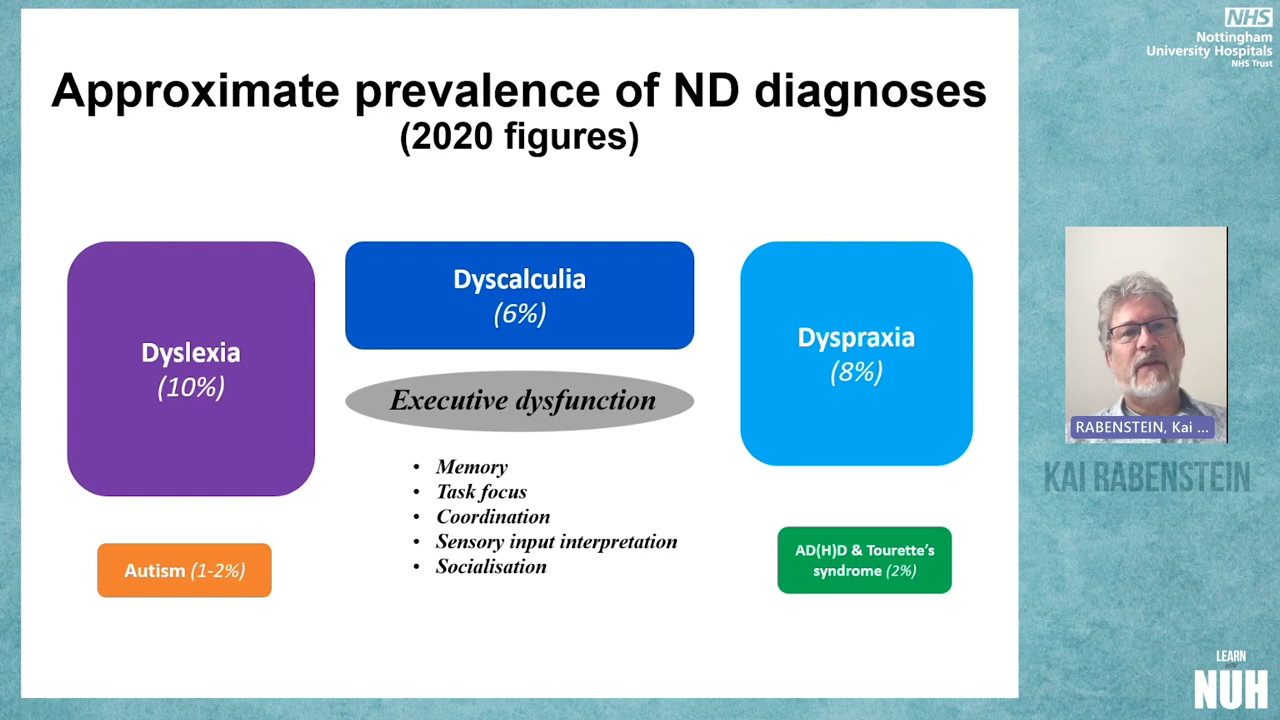 Approximate prevalence of ND diagnoses
(2020 figures)
Dyslexia
(10%)
Dyscalculia
(6%)
Dyspraxia
(8%)
Executive dysfunction
• Memory
• Task focus
• Coordination
• Sensory input interpretation
• Socialisation
Autism (1-2%)
AD(H)D & Tourette's
syndrome (2%)
NHS
Nottingham
University Hospitals
NHS Trust
RABENSTEIN, Kai ...
KAI RABENSTEIN
LEARN
NUH